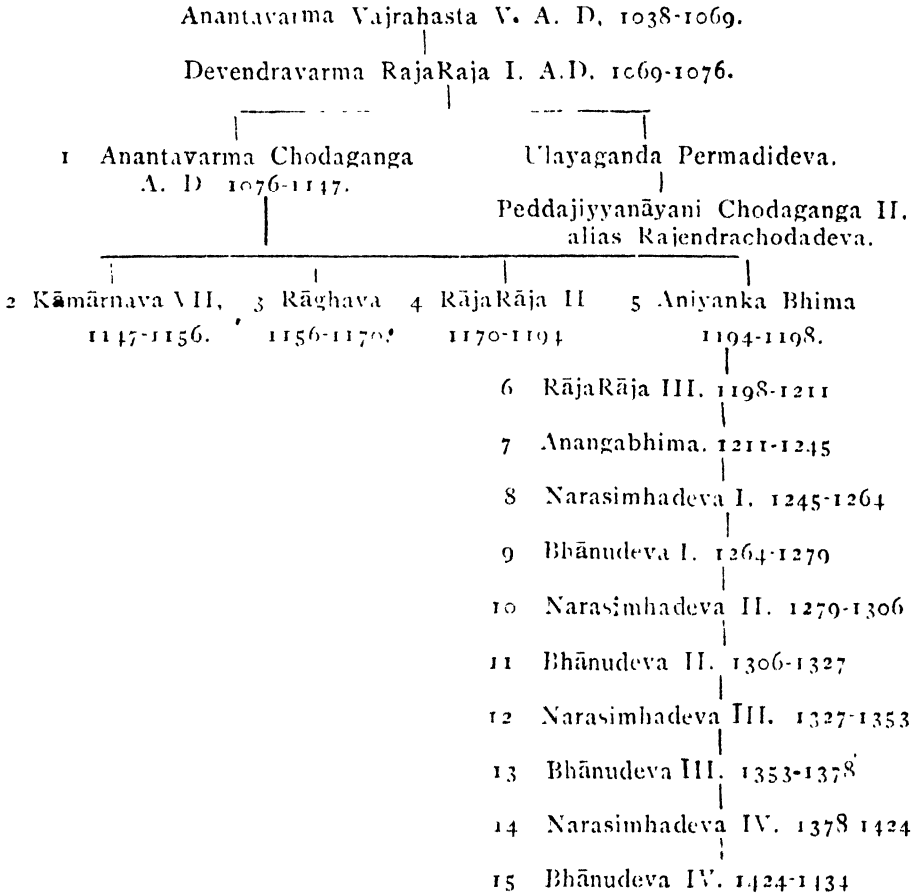 Anantavarma Vajrahasta V. A. D. 1038-1069.
Devendravarma RajaRaja I. A.D. 1069-1076.
1 Anantavarma Chodaganga Ulayaganda Permadideva.
A. D 1076-1147.
Peddajiyyanāyani Chodaganga II.
alias Rajendrachodadeva.
2 Kāmārnava VII, 3 Rāghava 4 RājaRāja II 5 Aniyanka Bhima
1147-1156. 1156-1170. 1170-1194 1194-1198.
6 RājaRāja III. 1198-1211
7 Anangabhima. 1211-1245
8 Narasimhadeva I. 1245-1264
9 Bhānudeva I. 1264-1279
10 Narasimhadeva II. 1279-1306
11 Bhānudeva II. 1306-1327
12 Narasimhadeva III. 1327-1353
13 Bhānudeva III. 1353-1378
14 Narasimhadeva IV. 1378 1424
15 Bhānudeva IV. 1424-1434